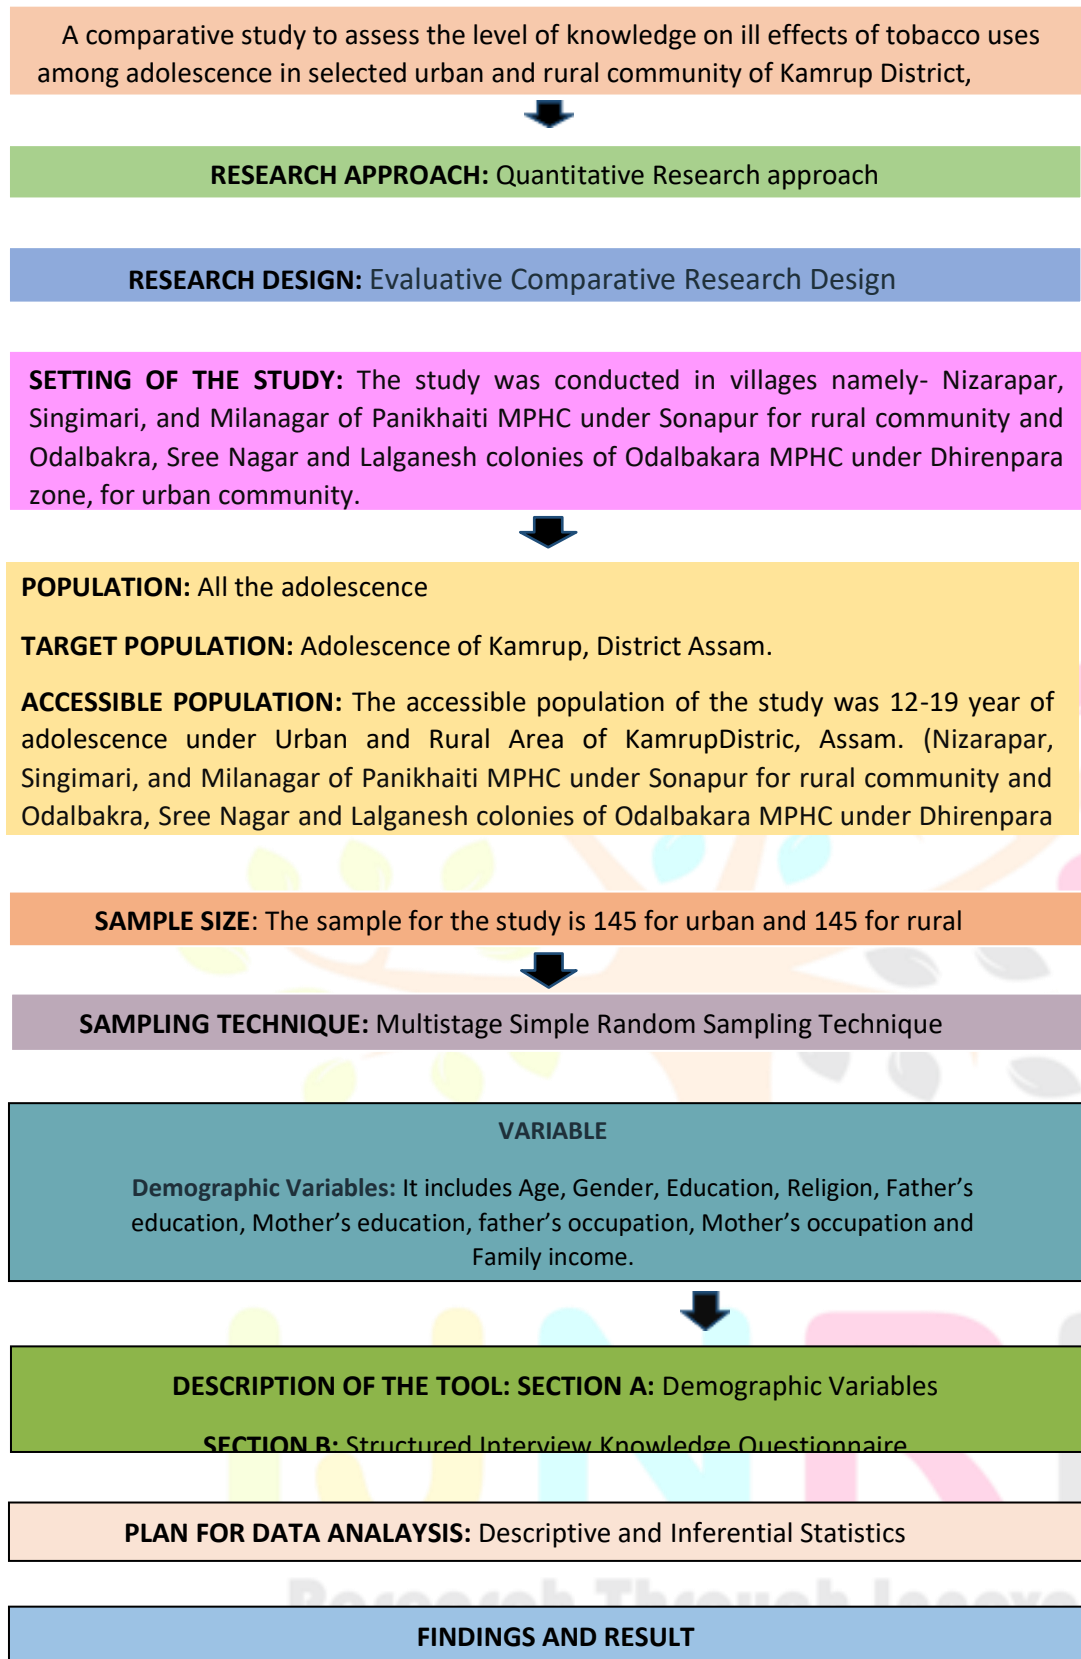 A comparative study to assess the level of knowledge on ill effects of tobacco uses
among adolescence in selected urban and rural community of Kamrup District,
RESEARCH APPROACH: Quantitative Research approach
RESEARCH DESIGN: Evaluative Comparative Research Design
SETTING OF THE STUDY: The study was conducted in villages namely- Nizarapar,
Singimari, and Milanagar of Panikhaiti MPHC under Sonapur for rural community and
Odalbakra, Sree Nagar and Lalganesh colonies of Odalbakara MPHC under Dhirenpara
zone, for urban community.
POPULATION: All the adolescence
TARGET POPULATION: Adolescence of Kamrup, District Assam.
ACCESSIBLE POPULATION: The accessible population of the study was 12-19 year of
adolescence under Urban and Rural Area of KamrupDistric, Assam. (Nizarapar,
Singimari, and Milanagar of Panikhaiti MPHC under Sonapur for rural community and
Odalbakra, Sree Nagar and Lalganesh colonies of Odalbakara MPHC under Dhirenpara
SAMPLE SIZE: The sample for the study is 145 for urban and 145 for rural
SAMPLING TECHNIQUE: Multistage Simple Random Sampling Technique
VARIABLE
Demographic Variables: It includes Age, Gender, Education, Religion, Father’s
education, Mother’s education, father’s occupation, Mother’s occupation and
Family income.
DESCRIPTION OF THE TOOL: SECTION A: Demographic Variables
SECTION B: Structured Interview Knowledge Questionnaire
PLAN FOR DATA ANALAYSIS: Descriptive and Inferential Statistics
Research Through
FINDINGS AND RESULT